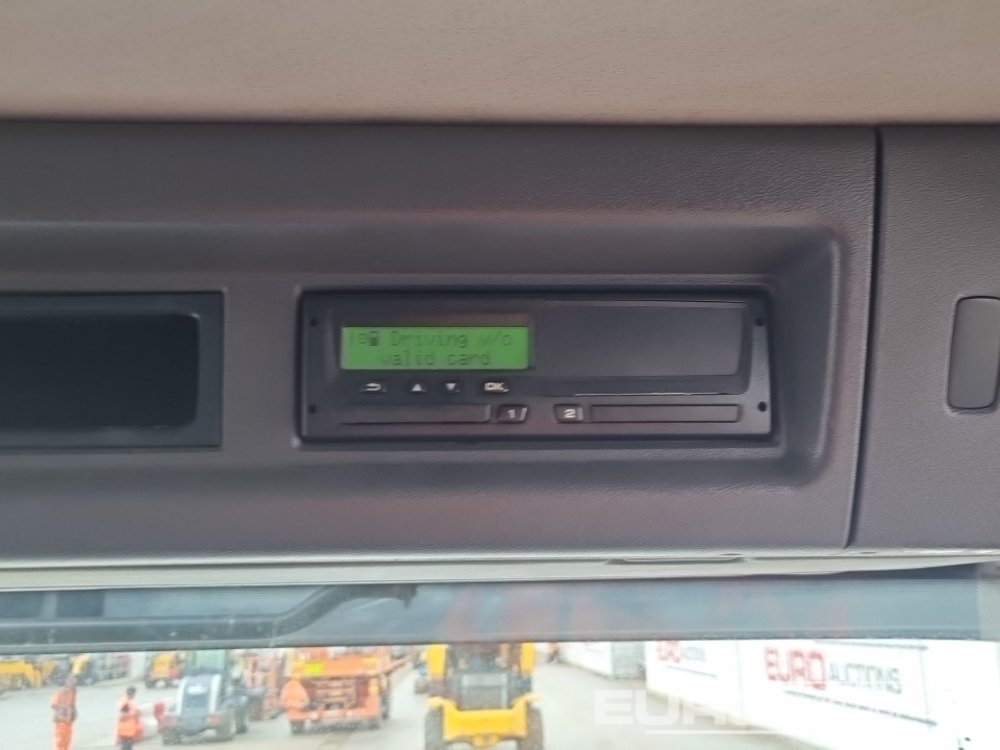 Driving w/o
valid card
OK
1
2
EURO AUCTIONS
EURO